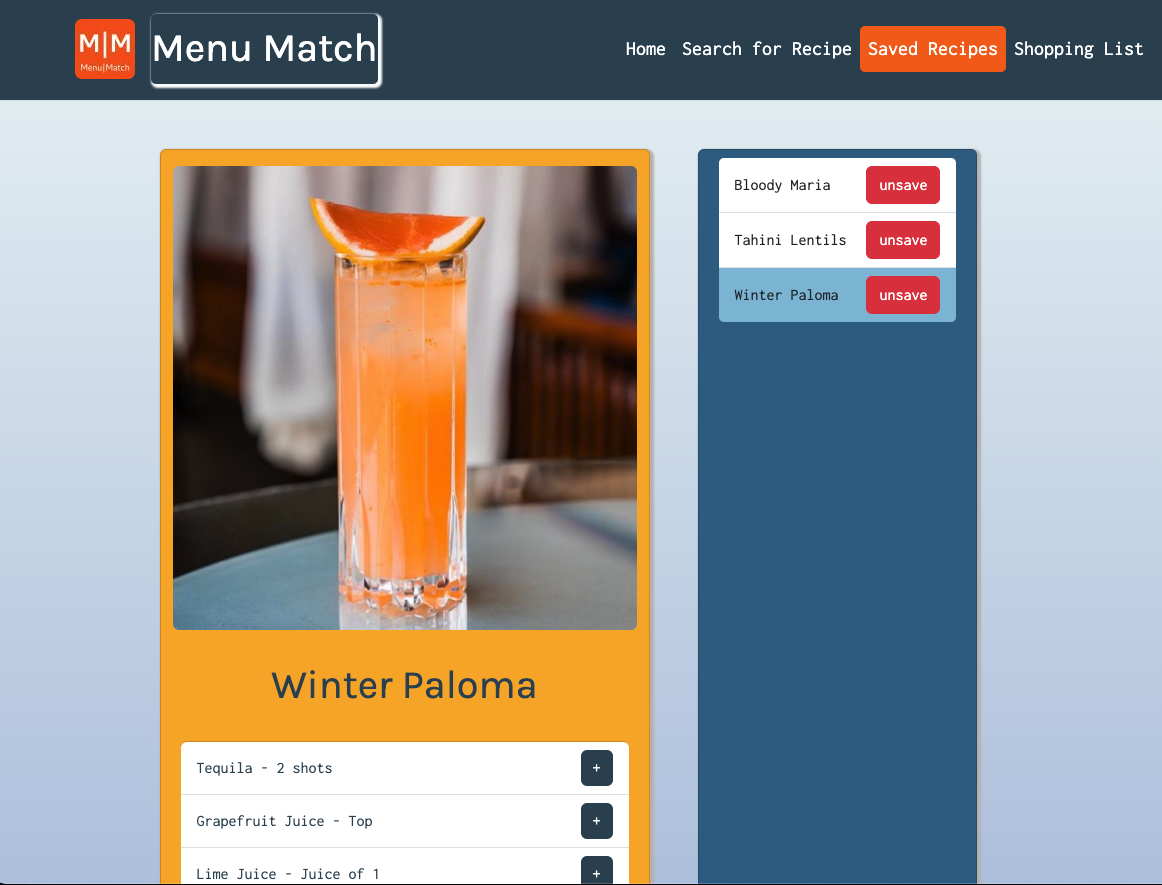 M|M
Menu|Match
Menu Match
Home
Search for Recipe
Saved Recipes
Shopping List
Bloody Maria
unsave
Tahini Lentils
unsave
Winter Paloma
unsave
Winter Paloma
Tequila - 2 shots
+
Grapefruit Juice - Top
+
Lime Juice - Juice of 1
+